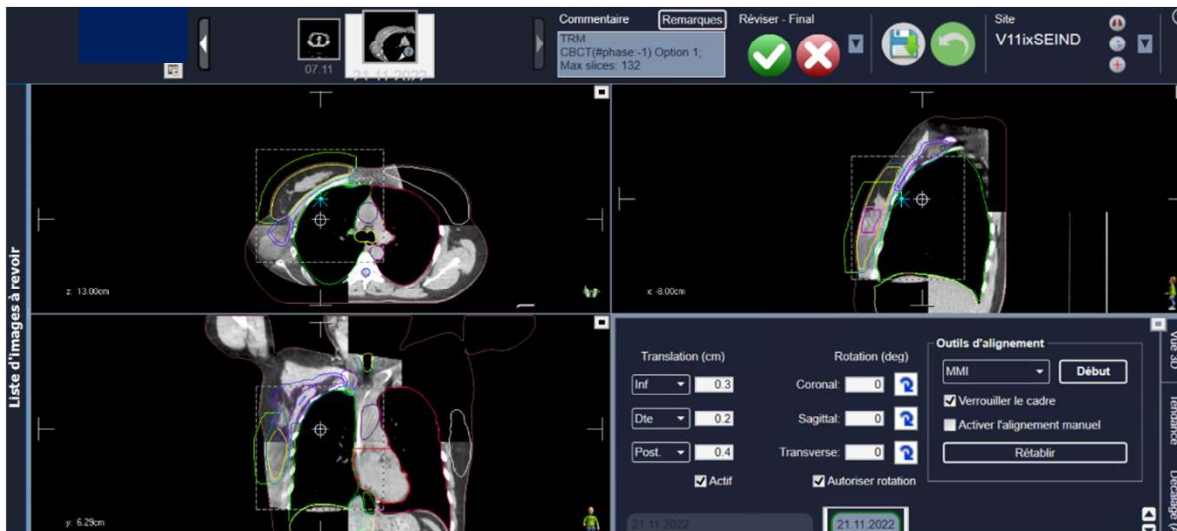 Commentaire Remarques
TRM
CBCT(#phase:-1) Option 1;
Max slices: 132
Réviser - Final
Site
V11ixSEIND
07.11
21-11-2022
Liste d'images à revoir
z: 13.00cm
x: -8.00cm
y: 6.29cm
Translation (cm)
Rotation (deg)
Inf 0.3
Coronal: 0
Dte 0.2
Sagittal: 0
Post. 0.4
Transverse: 0
Actif
Autoriser rotation
Outils d'alignement
MMI Début
Verrouiller le cadre
Activer l'alignement manuel
Rétablir
21.11.2022
21.11.2022
Vue 3D
Tendance